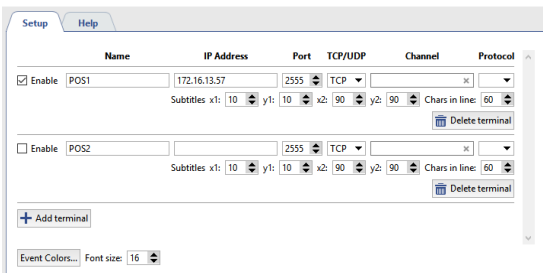 Setup Help
Name IP Address Port TCP/UDP Channel Protocol
Enable POS1 172.16.13.57 2555 TCP
Subtitles x1: 10 y1: 10 x2: 90 y2: 90 Chars in line: 60
Delete terminal
Enable POS2 2555 TCP
Subtitles x1: 10 y1: 10 x2: 90 y2: 90 Chars in line: 60
Delete terminal
Add terminal
Event Colors... Font size: 16